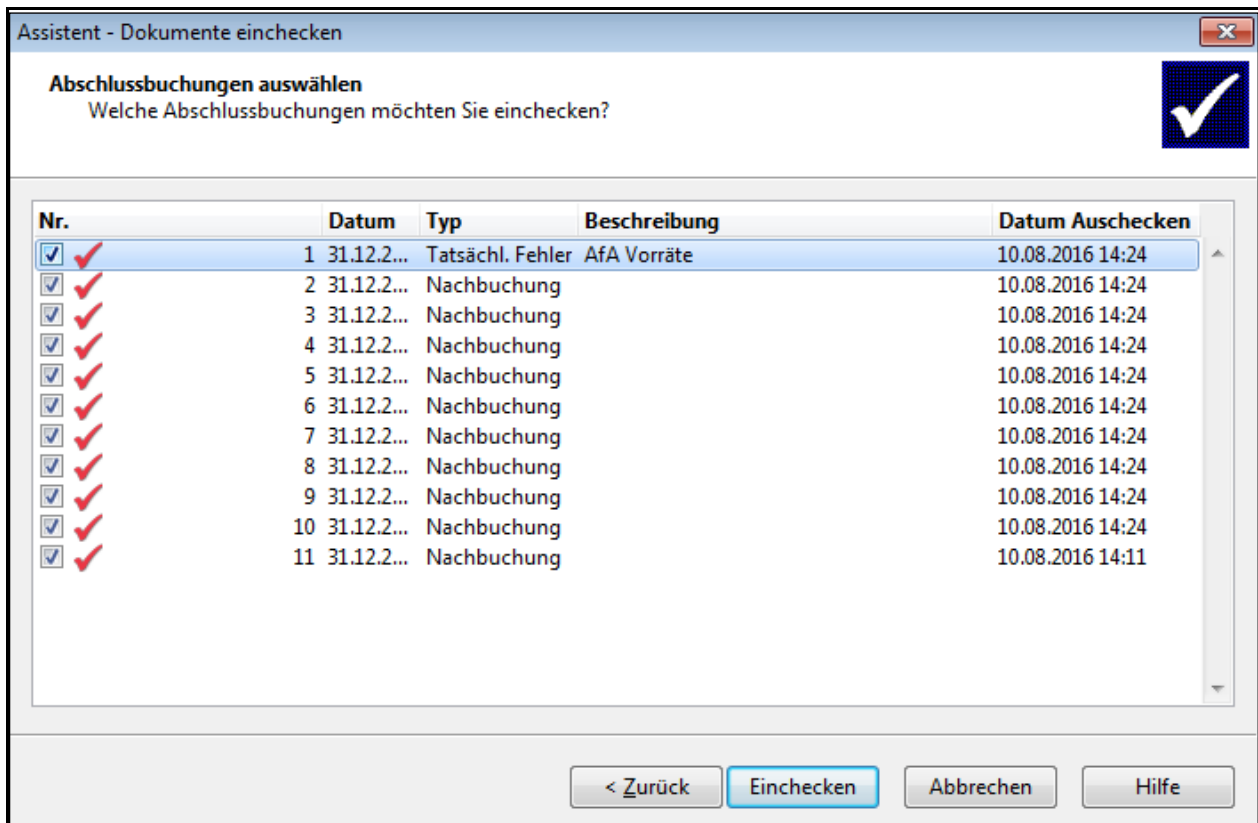 Assistent - Dokumente einchecken
Abschlussbuchungen auswählen
Welche Abschlussbuchungen möchten Sie einchecken?
Nr. Datum Typ Beschreibung Datum Auschecken
1 31.12.2... Tatsächl. Fehler AfA Vorräte 10.08.2016 14:24
2 31.12.2... Nachbuchung 10.08.2016 14:24
3 31.12.2... Nachbuchung 10.08.2016 14:24
4 31.12.2... Nachbuchung 10.08.2016 14:24
5 31.12.2... Nachbuchung 10.08.2016 14:24
6 31.12.2... Nachbuchung 10.08.2016 14:24
7 31.12.2... Nachbuchung 10.08.2016 14:24
8 31.12.2... Nachbuchung 10.08.2016 14:24
9 31.12.2... Nachbuchung 10.08.2016 14:24
10 31.12.2... Nachbuchung 10.08.2016 14:24
11 31.12.2... Nachbuchung 10.08.2016 14:11
< Zurück Einchecken Abbrechen Hilfe